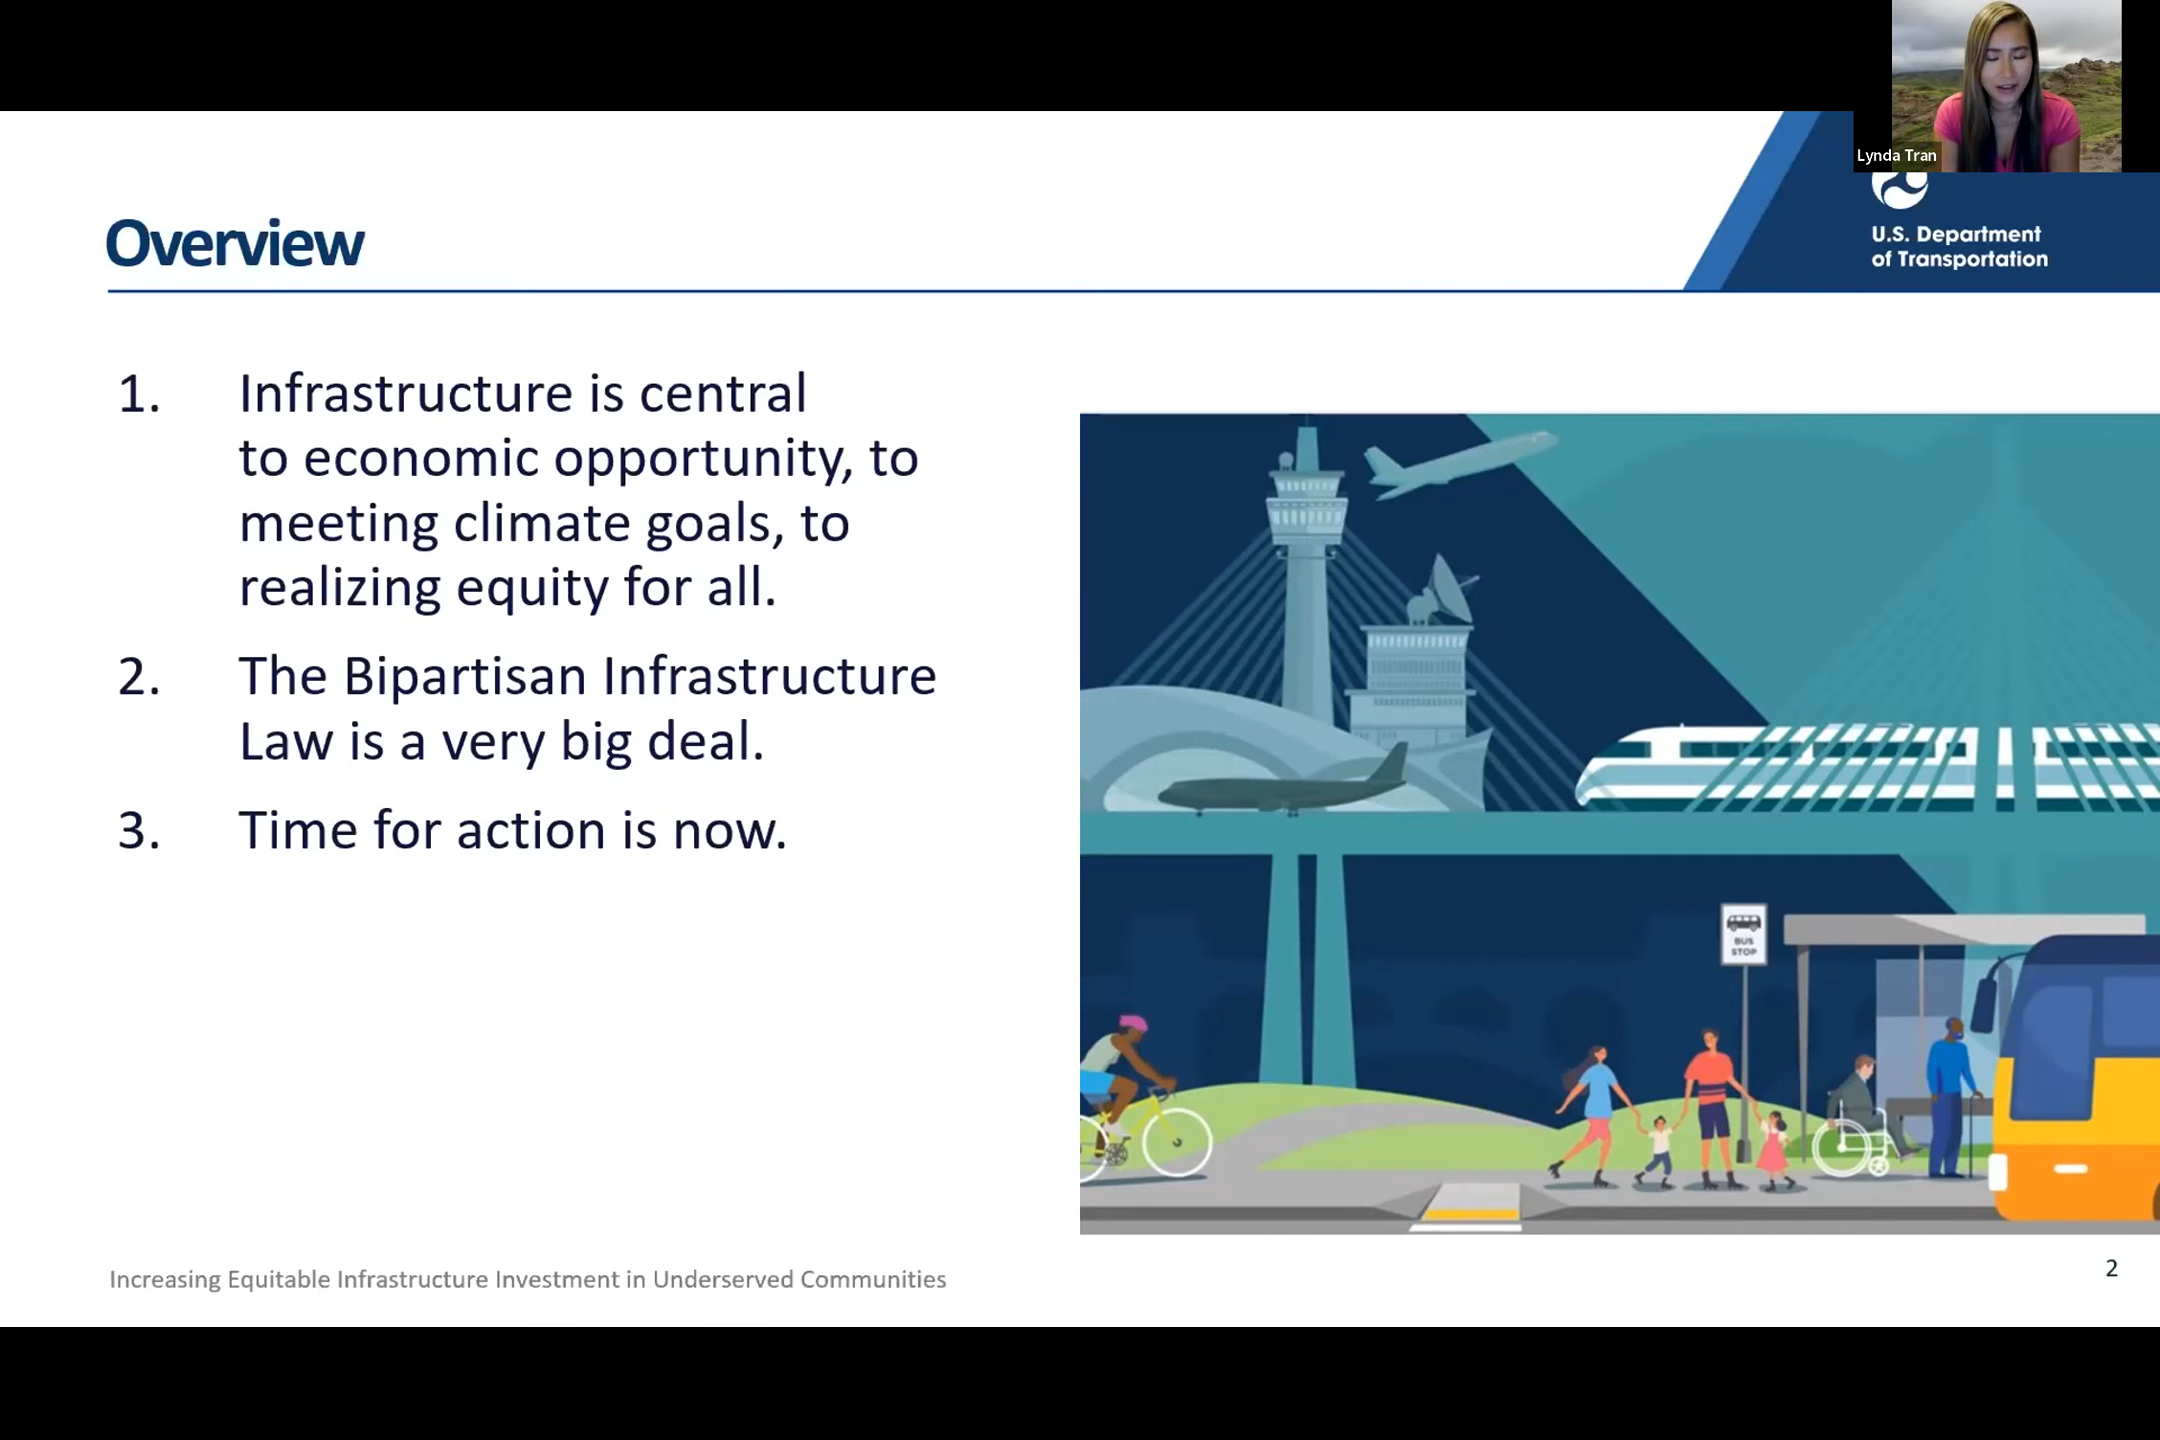 Lynda Tran
U.S. Department
of Transportation
Overview
1. Infrastructure is central
to economic opportunity, to
meeting climate goals, to
realizing equity for all.
2. The Bipartisan Infrastructure
Law is a very big deal.
3. Time for action is now.
BUS
STOP
Increasing Equitable Infrastructure Investment in Underserved Communities
2